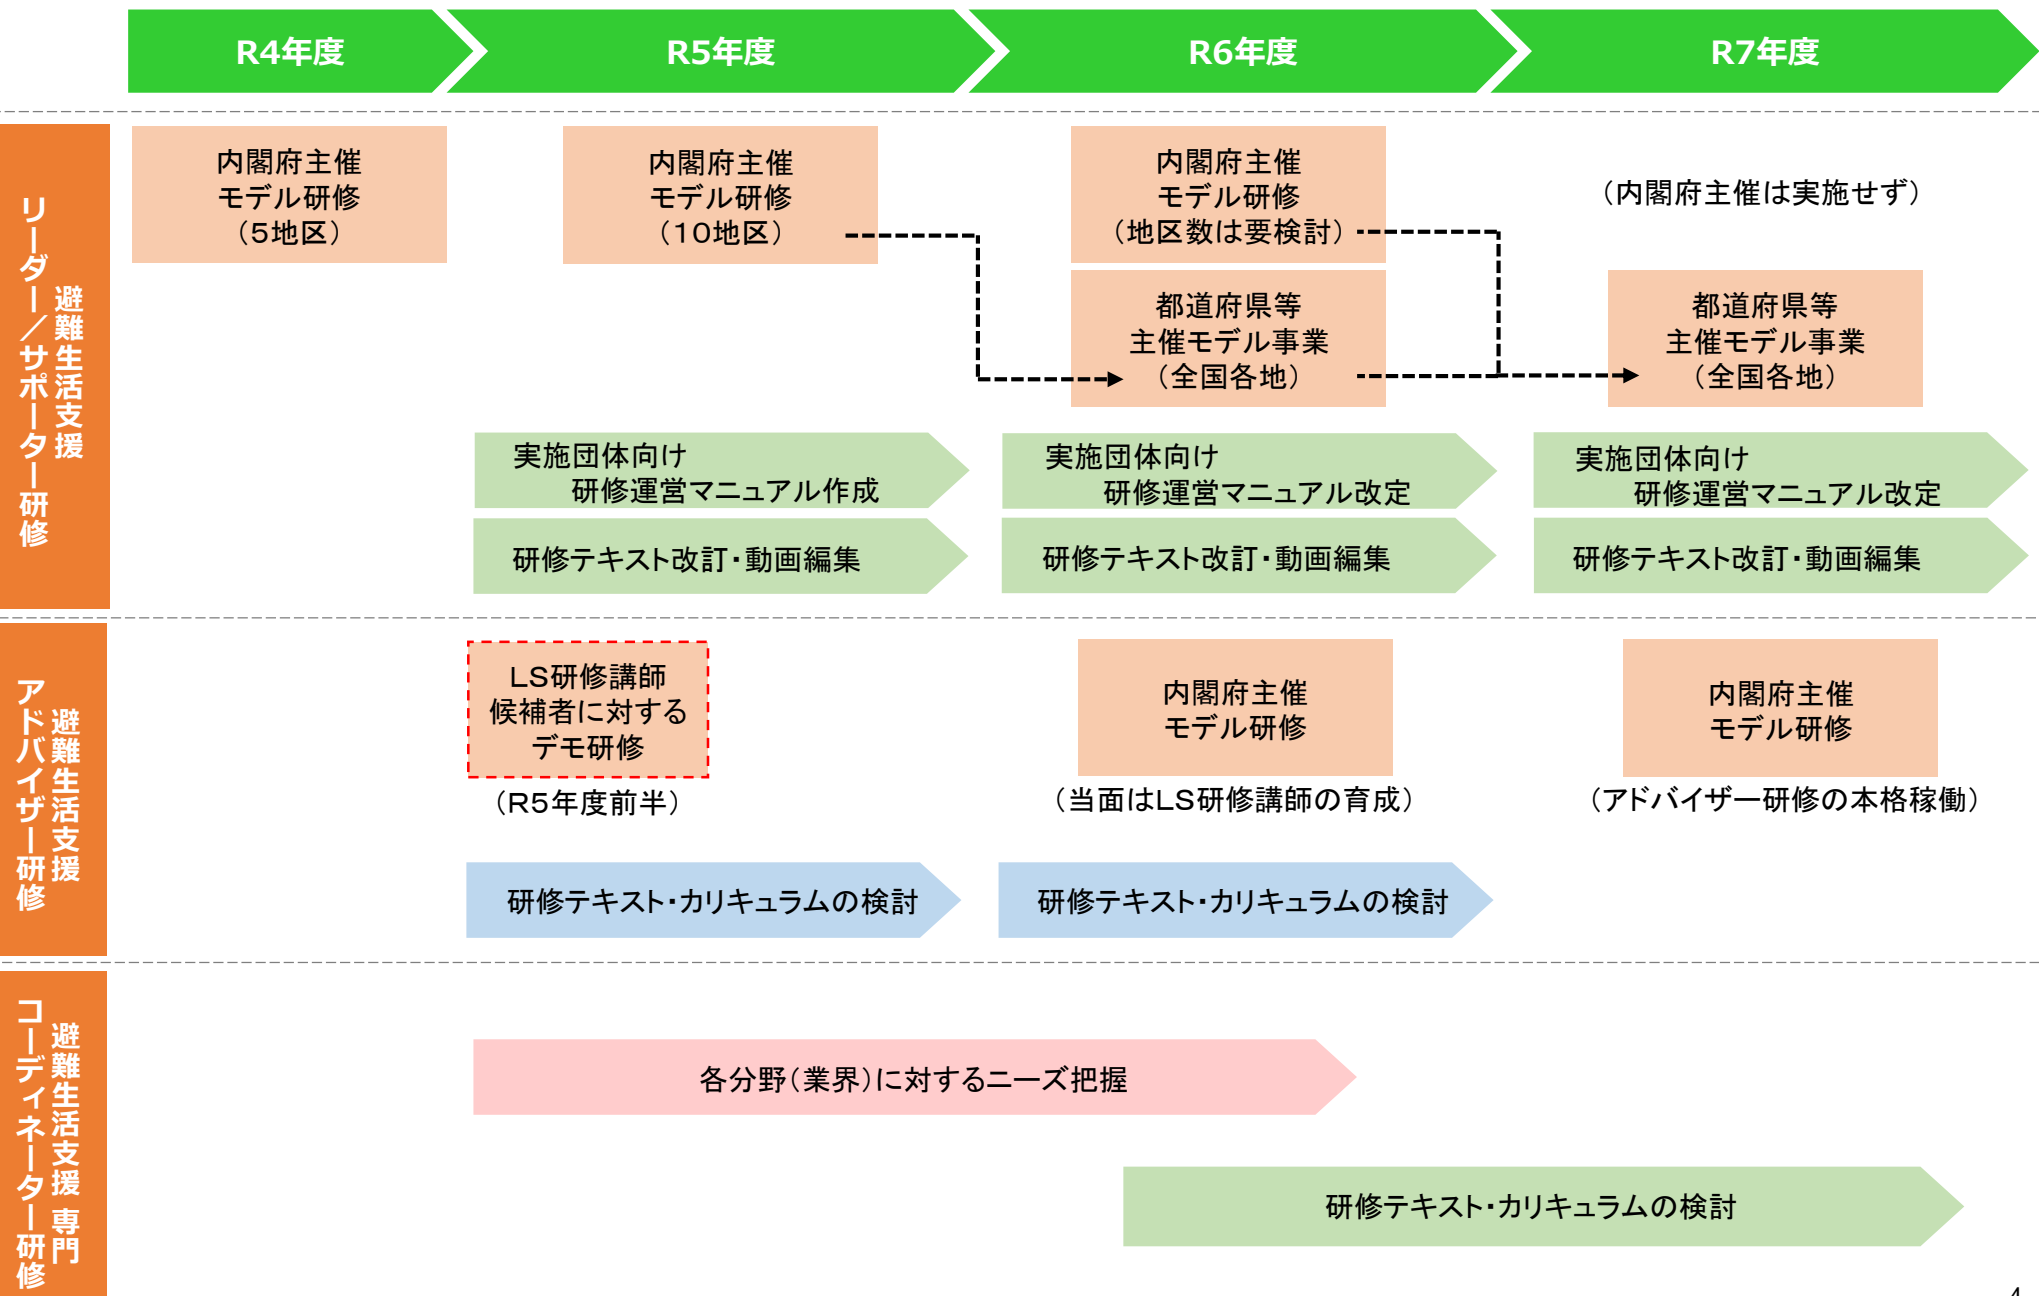 R4年度
R5年度
R6年度
R7年度
避難生活支援
リーダー／サポーター研修
内閣府主催
モデル研修
（5地区）
内閣府主催
モデル研修
（10地区）
内閣府主催
モデル研修
（地区数は要検討）
（内閣府主催は実施せず）
都道府県等
主催モデル事業
（全国各地）
都道府県等
主催モデル事業
（全国各地）
実施団体向け
研修運営マニュアル作成
実施団体向け
研修運営マニュアル改定
実施団体向け
研修運営マニュアル改定
研修テキスト改訂・動画編集
研修テキスト改訂・動画編集
研修テキスト改訂・動画編集
避難生活支援
アドバイザー研修
LS研修講師
候補者に対する
デモ研修
（R5年度前半）
内閣府主催
モデル研修
（当面はLS研修講師の育成）
内閣府主催
モデル研修
（アドバイザー研修の本格稼働）
研修テキスト・カリキュラムの検討
研修テキスト・カリキュラムの検討
避難生活支援 専門
コーディネーター研修
各分野（業界）に対するニーズ把握
研修テキスト・カリキュラムの検討
4